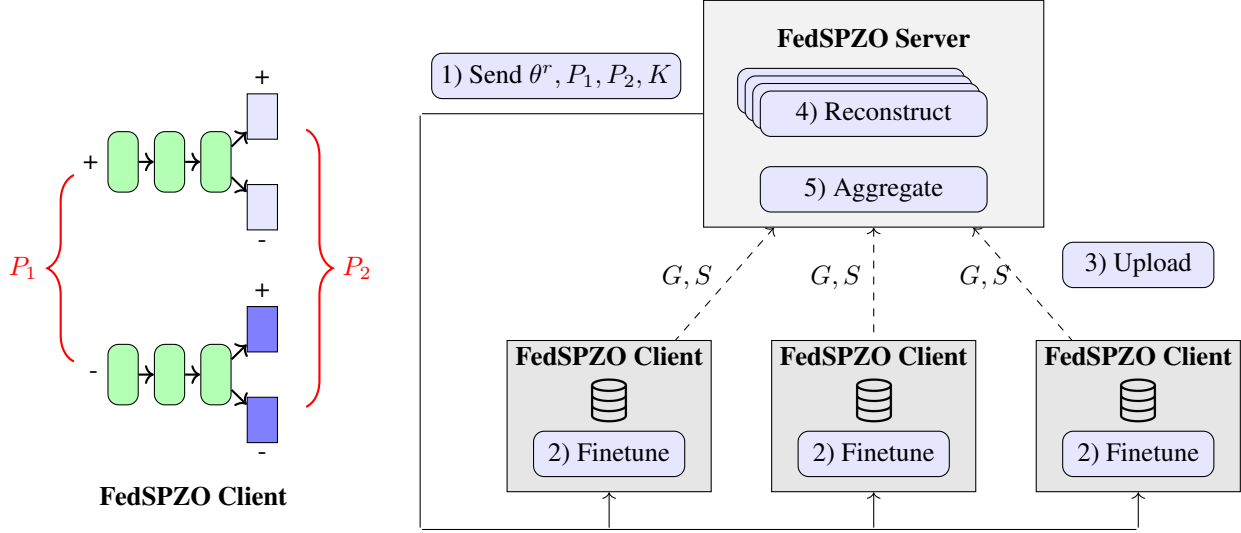 +
+
-
P₁
P₂
+
-
-
FedSPZO Client
FedSPZO Server
1) Send θʳ, P₁, P₂, K
4) Reconstruct
5) Aggregate
3) Upload
G, S
G, S
G, S
FedSPZO Client
FedSPZO Client
FedSPZO Client
2) Finetune
2) Finetune
2) Finetune